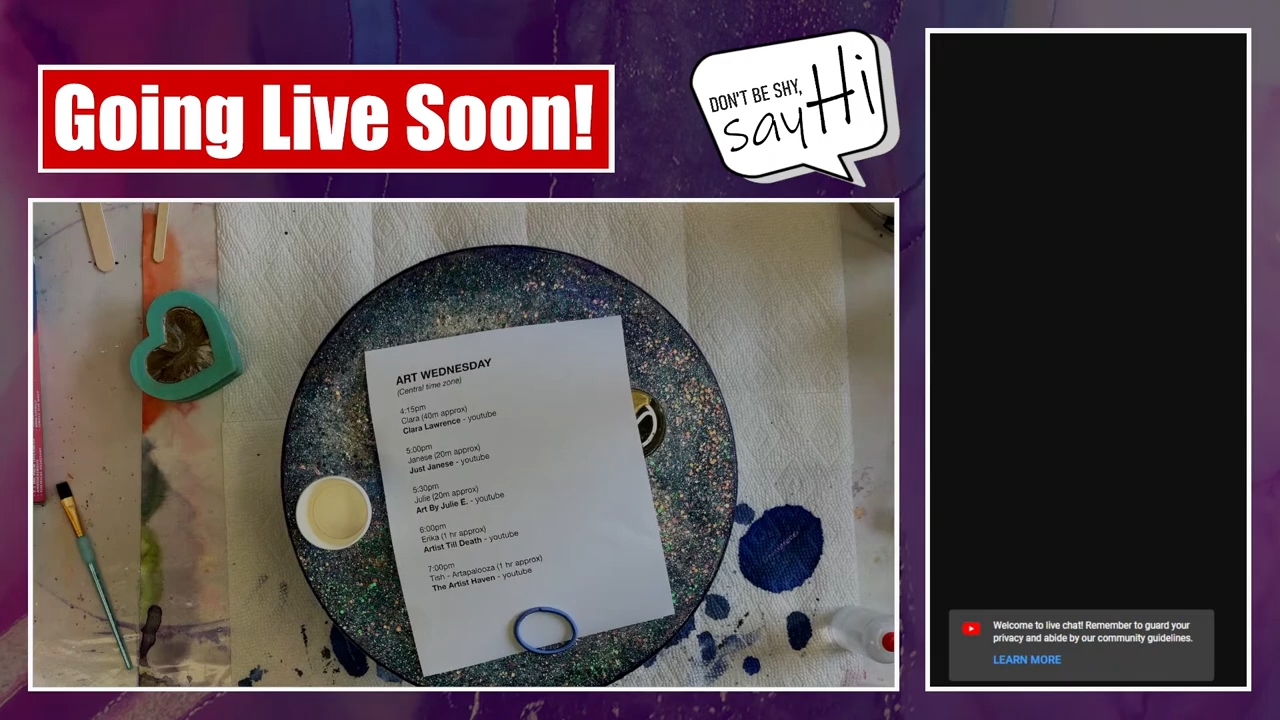 Going Live Soon!
DON'T BE SHY,
say Hi
ART WEDNESDAY
(Central time zone)
4:15pm
Clara (40m approx)
Clara Lawrence - youtube
5:00pm
Janese (20m approx)
Just Janese - youtube
5:30pm
Julie (20m approx)
Art By Julie E. - youtube
6:00pm
Erika (1 hr approx)
Artist Till Death - youtube
7:00pm
Tish - Artapalooza (1 hr approx)
The Artist Haven - youtube
Welcome to live chat! Remember to guard your
privacy and abide by our community guidelines.
LEARN MORE